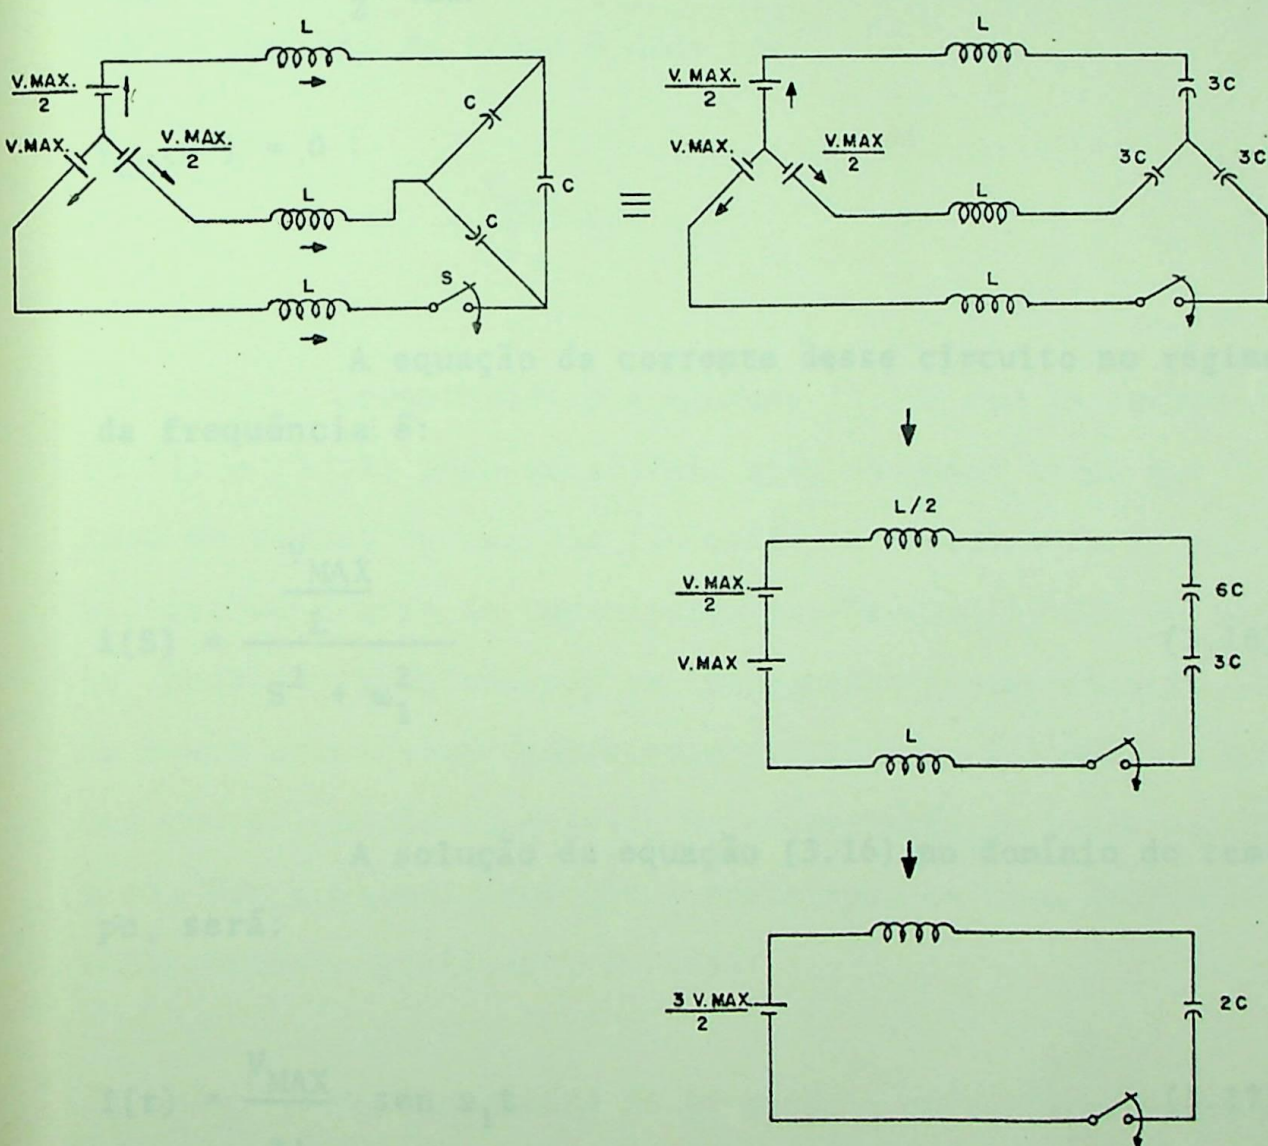 L
V.MAX.
2
V.MAX.
V.MAX.
2
C
C
C
L
L
S
≡
L
V.MAX.
2
V.MAX.
V.MAX
2
3C
3C
3C
L
L
L/2
V.MAX
2
V.MAX
6C
3C
L
3 V.MAX.
2
2C
= 0
A equação da corrente desse circuito no regime
da frequência é:
V MAX
L
A solução da equação (3.16) no domínio do tem
po, será: